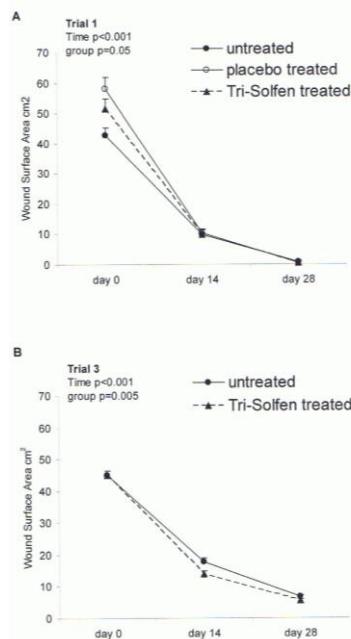 A
Trial 1
Time p<0.001
group p=0.05
untreated
placebo treated
Tri-Solfen treated
Wound Surface Area cm2
70
60
50
40
30
20
10
0
day 0
day 14
day 28
B
Trial 3
Time p<0.001
group p=0.005
untreated
Tri-Solfen treated
Wound Surface Area cm²
70
60
50
40
30
20
10
0
day 0
day 14
day 28